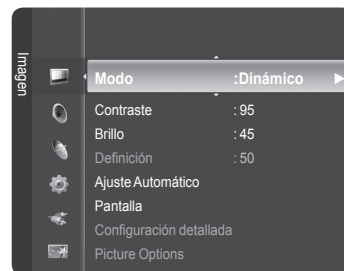 Imagen
Modo :Dinámico
Contraste : 95
Brillo : 45
Definición : 50
Ajuste Automático
Pantalla
Configuración detallada
Picture Options